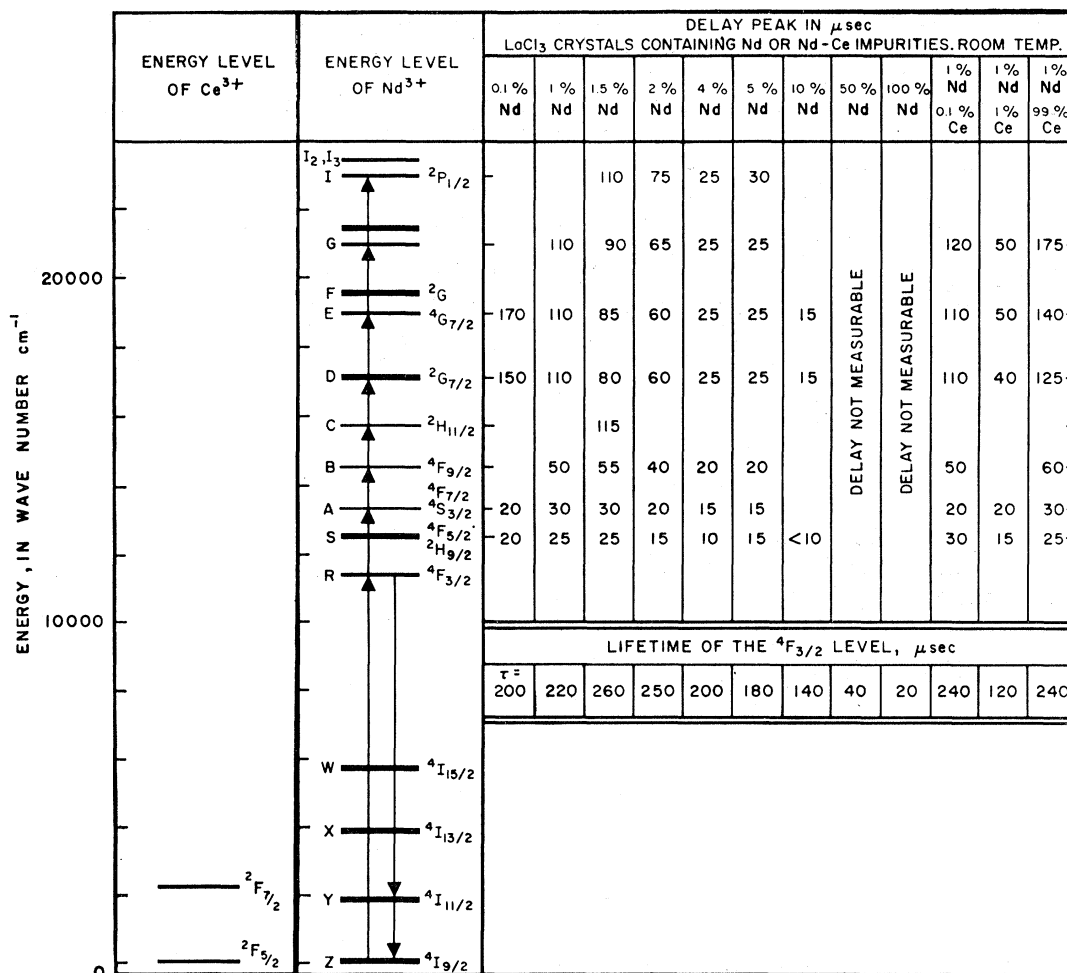 DELAY PEAK IN μsec
LaCl₃ CRYSTALS CONTAINING Nd OR Nd-Ce IMPURITIES. ROOM TEMP.
ENERGY LEVEL OF Ce³⁺
ENERGY LEVEL OF Nd³⁺
0.1 % Nd
1 % Nd
1.5 % Nd
2 % Nd
4 % Nd
5 % Nd
10 % Nd
50 % Nd
100 % Nd
1 % Nd 0.1 % Ce
1 % Nd 1 % Ce
1 % Nd 99 % Ce
I₂,I₃
I ²P₁/₂ 110 75 25 30
G 110 90 65 25 25 120 50 175
20000
F ²G
E ⁴G₇/₂ 170 110 85 60 25 25 15 110 50 140
D ²G₇/₂ 150 110 80 60 25 25 15 110 40 125
C ²H₁₁/₂ 115
B ⁴F₉/₂ 50 55 40 20 20 50 60
⁴F₇/₂
A ⁴S₃/₂ 20 30 30 20 15 15 20 20 30
S ⁴F₅/₂ 20 25 25 15 10 15 <10 30 15 25
²H₉/₂
R ⁴F₃/₂
DELAY NOT MEASURABLE
DELAY NOT MEASURABLE
10000
ENERGY, IN WAVE NUMBER cm⁻¹
LIFETIME OF THE ⁴F₃/₂ LEVEL, μsec
τ =
200 220 260 250 200 180 140 40 20 240 120 240
W ⁴I₁₅/₂
X ⁴I₁₃/₂
²F₇/₂
Y ⁴I₁₁/₂
²F₅/₂
Z ⁴I₉/₂
0